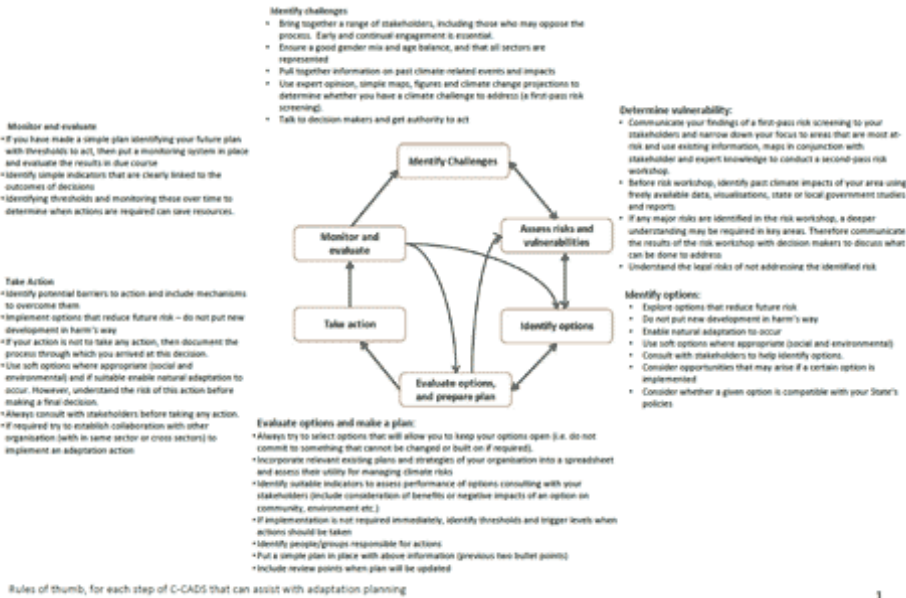 Identify challenges
• Bring together a range of stakeholders, including those who may oppose the
process. Early and continual engagement is essential.
• Ensure a good gender mix and age balance, and that all sectors are
represented
• Pull together information on past climate-related events and impacts
• Use expert opinion, simple maps, figures and climate change projections to
determine whether you have a climate challenge to address (a first-pass risk
screening).
• Talk to decision makers and get authority to act
Monitor and evaluate
• If you have made a simple plan identifying your future plan
with thresholds to act, then put a monitoring system in place
and evaluate the results in due course
• Identify simple indicators that are clearly linked to the
outcomes of decisions
• Identifying thresholds and monitoring these over time to
determine when actions are required can save resources.
Determine vulnerability:
• Communicate your findings of a first-pass risk screening to your
stakeholders and narrow down your focus to areas that are most at-
risk and use existing information, maps in conjunction with
stakeholder and expert knowledge to conduct a second-pass risk
workshop.
• Before risk workshop, identify past climate impacts of your area using
freely available data, visualisations, state or local government studies
and reports
• If any major risks are identified in the risk workshop, a deeper
understanding may be required in key areas. Therefore communicate
the results of the risk workshop with decision makers to discuss what
can be done to address
• Understand the legal risks of not addressing the identified risk
Identify Challenges
Assess risks and
vulnerabilities
Monitor and
evaluate
Take action
Identify options
Evaluate options,
and prepare plan
Take Action
• Identify potential barriers to action and include mechanisms
to overcome them
• Implement options that reduce future risk – do not put new
development in harm's way
• If your action is not to take any action, then document the
process through which you arrived at this decision.
• Use soft options where appropriate (social and
environmental) and if suitable enable natural adaptation to
occur. However, understand the risk of this action before
making a final decision.
• Always consult with stakeholders before taking any action.
• If required try to establish collaboration with other
organisation (with in same sector or cross sectors) to
implement an adaptation action
Identify options:
• Explore options that reduce future risk
• Do not put new development in harm's way
• Enable natural adaptation to occur
• Use soft options where appropriate (social and environmental)
• Consult with stakeholders to help identify options.
• Consider opportunities that may arise if a certain option is
implemented
• Consider whether a given option is compatible with your State's
policies
Evaluate options and make a plan:
• Always try to select options that will allow you to keep your options open (i.e. do not
commit to something that cannot be changed or built on if required).
• Incorporate relevant existing plans and strategies of your organisation into a spreadsheet
and assess their utility for managing climate risks
• Identify suitable indicators to assess performance of options consulting with your
stakeholders (include consideration of benefits or negative impacts of an option on
community, environment etc.)
• If implementation is not required immediately, identify thresholds and trigger levels when
actions should be taken
• Identify people/groups responsible for actions
• Put a simple plan in place with above information (previous two bullet points)
• Include review points when plan will be updated
Rules of thumb, for each step of C-CADS that can assist with adaptation planning
1